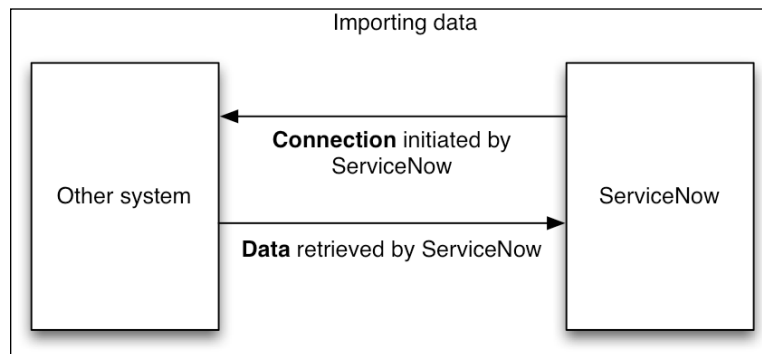 Importing data
Connection initiated by
ServiceNow
Other system
ServiceNow
Data retrieved by ServiceNow